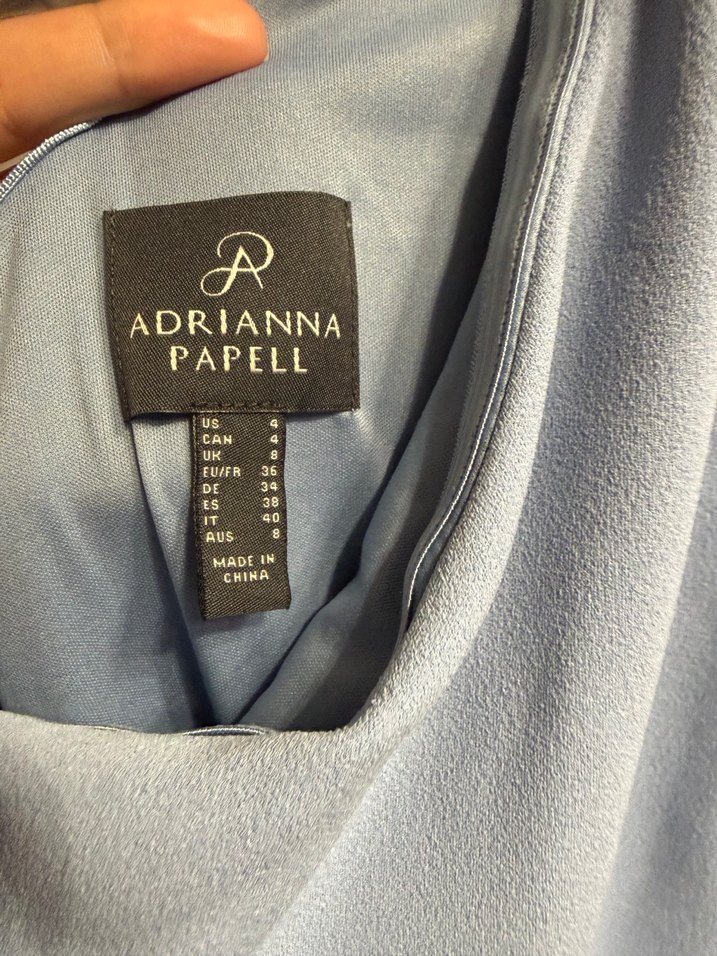 ADRIANNA
PAPELL
US 4
CAN 4
UK 8
EU/FR 36
DE 34
ES 38
IT 40
AUS 8
MADE IN
CHINA